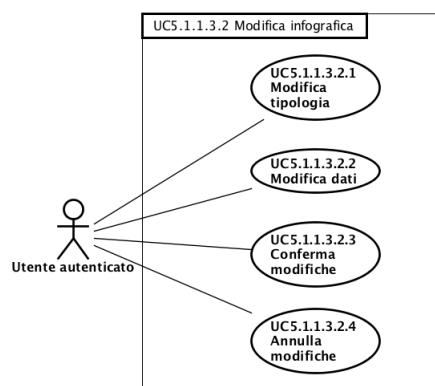 UC5.1.1.3.2 Modifica infografica
UC5.1.1.3.2.1
Modifica
tipologia
UC5.1.1.3.2.2
Modifica dati
UC5.1.1.3.2.3
Conferma
modifiche
UC5.1.1.3.2.4
Annulla
modifiche
Utente autenticato